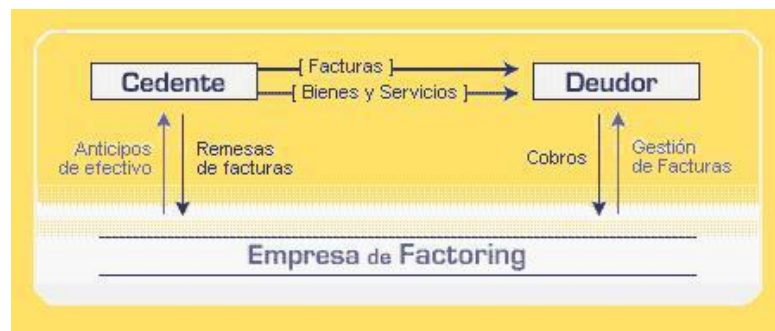 Cedente
[ Facturas ]
[ Bienes y Servicios ]
Deudor
Anticipos
de efectivo
Remesas
de facturas
Cobros
Gestión
de Facturas
Empresa de Factoring